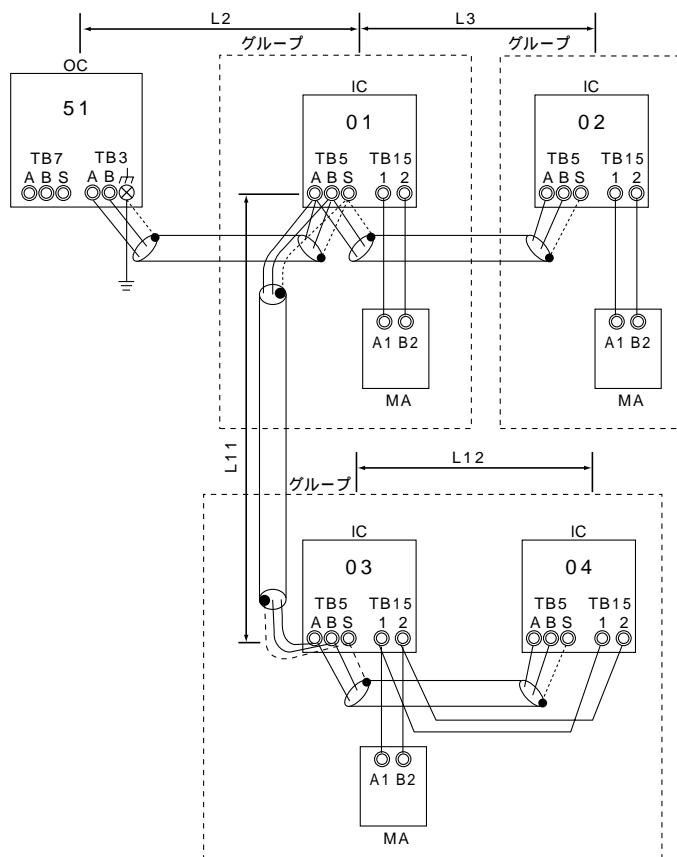 L2 L3
グループ グループ
OC IC IC
51 01 02
TB7 TB3 TB5 TB15 TB5 TB15
A B S A B A B S 1 2 A B S 1 2
A1 B2 A1 B2
MA MA
L11
L12
グループ
IC IC
03 04
TB5 TB15 TB5 TB15
A B S 1 2 A B S 1 2
A1 B2
MA